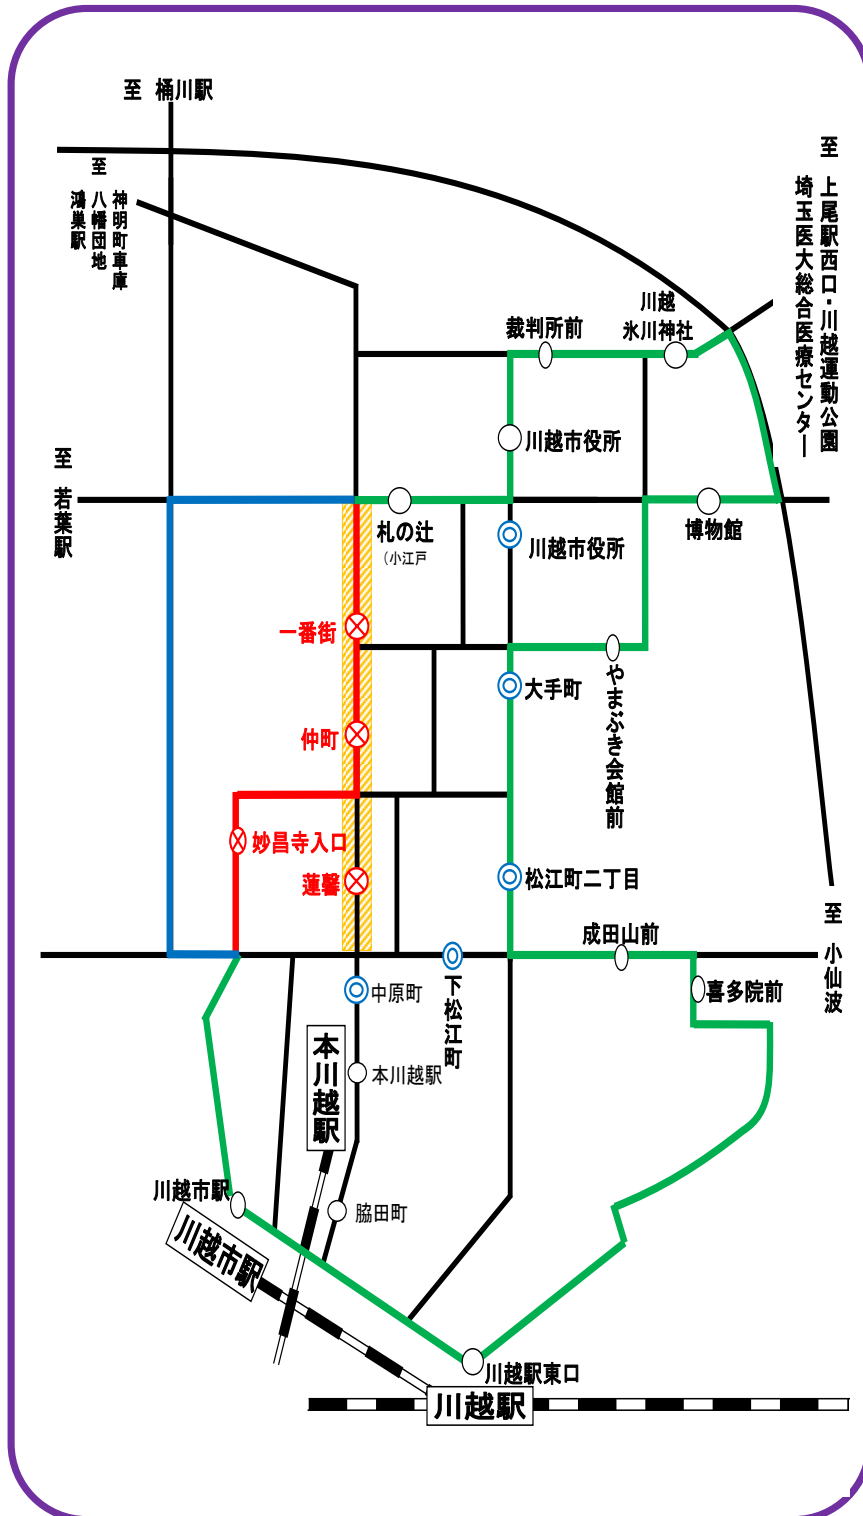 至 桶川駅
至 神明町車庫
八幡団地
鴻巣駅
至 上尾駅西口・川越運動公園
埼玉医大総合医療センター
川越
氷川神社
裁判所前
川越市役所
至 若葉駅
札の辻
(小江戸
川越市役所
博物館
一番街
大手町
やまぶき会館前
仲町
妙昌寺入口
蓮馨
松江町二丁目
成田山前
至 小仙波
中原町
下松江町
喜多院前
本川越駅
本川越駅
川越市駅
脇田町
川越市駅
川越駅東口
川越駅